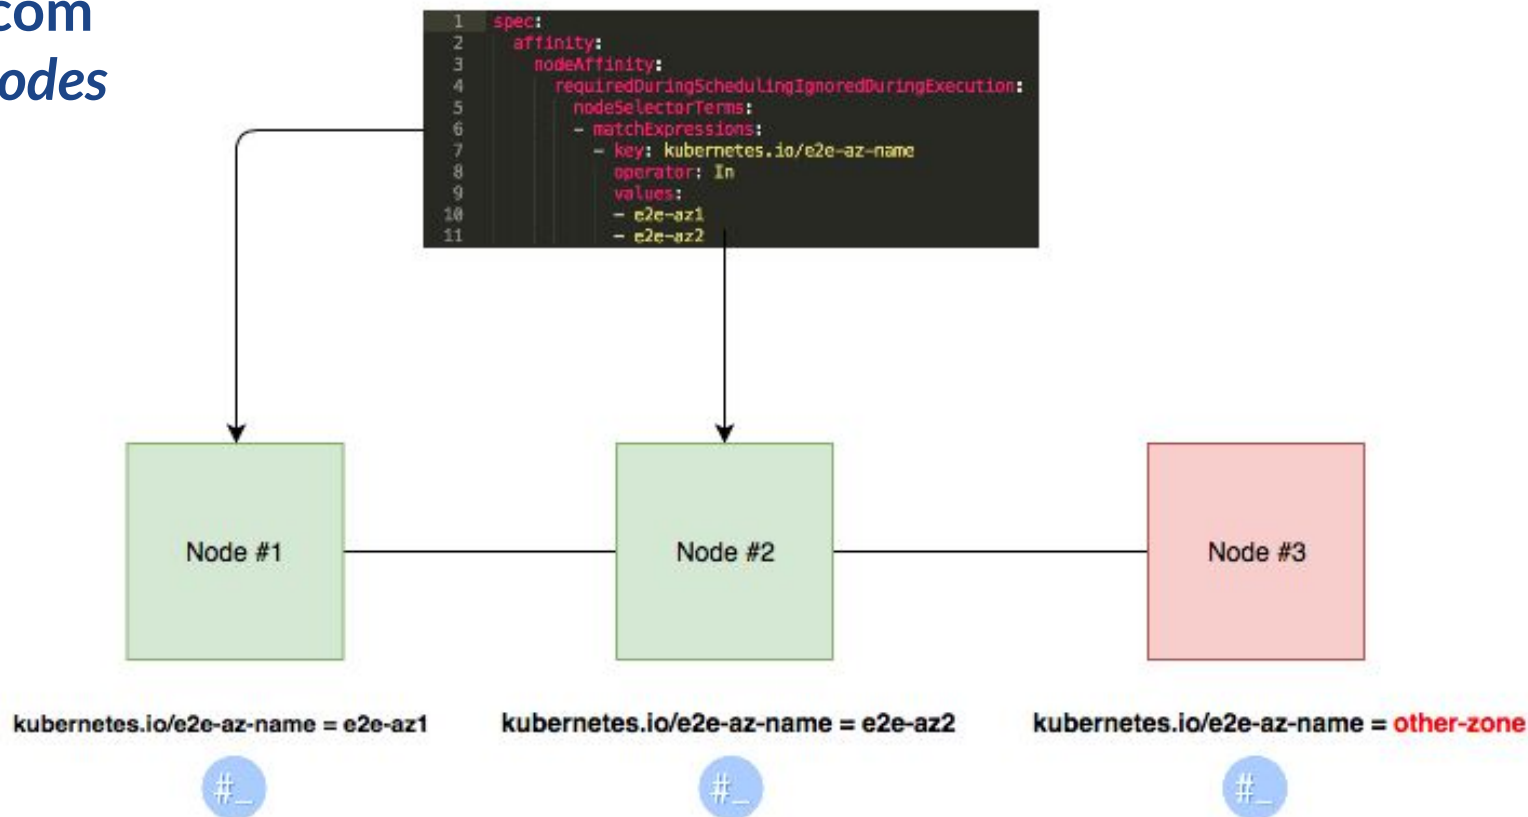 com
odes
1 spec:
2 affinity:
3 nodeAffinity:
4 requiredDuringSchedulingIgnoredDuringExecution:
5 nodeSelectorTerms:
6 - matchExpressions:
7 - key: kubernetes.io/e2e-az-name
8 operator: In
9 values:
10 - e2e-az1
11 - e2e-az2
Node #1
Node #2
Node #3
kubernetes.io/e2e-az-name = e2e-az1
kubernetes.io/e2e-az-name = e2e-az2
kubernetes.io/e2e-az-name = other-zone
#_
#_
#_